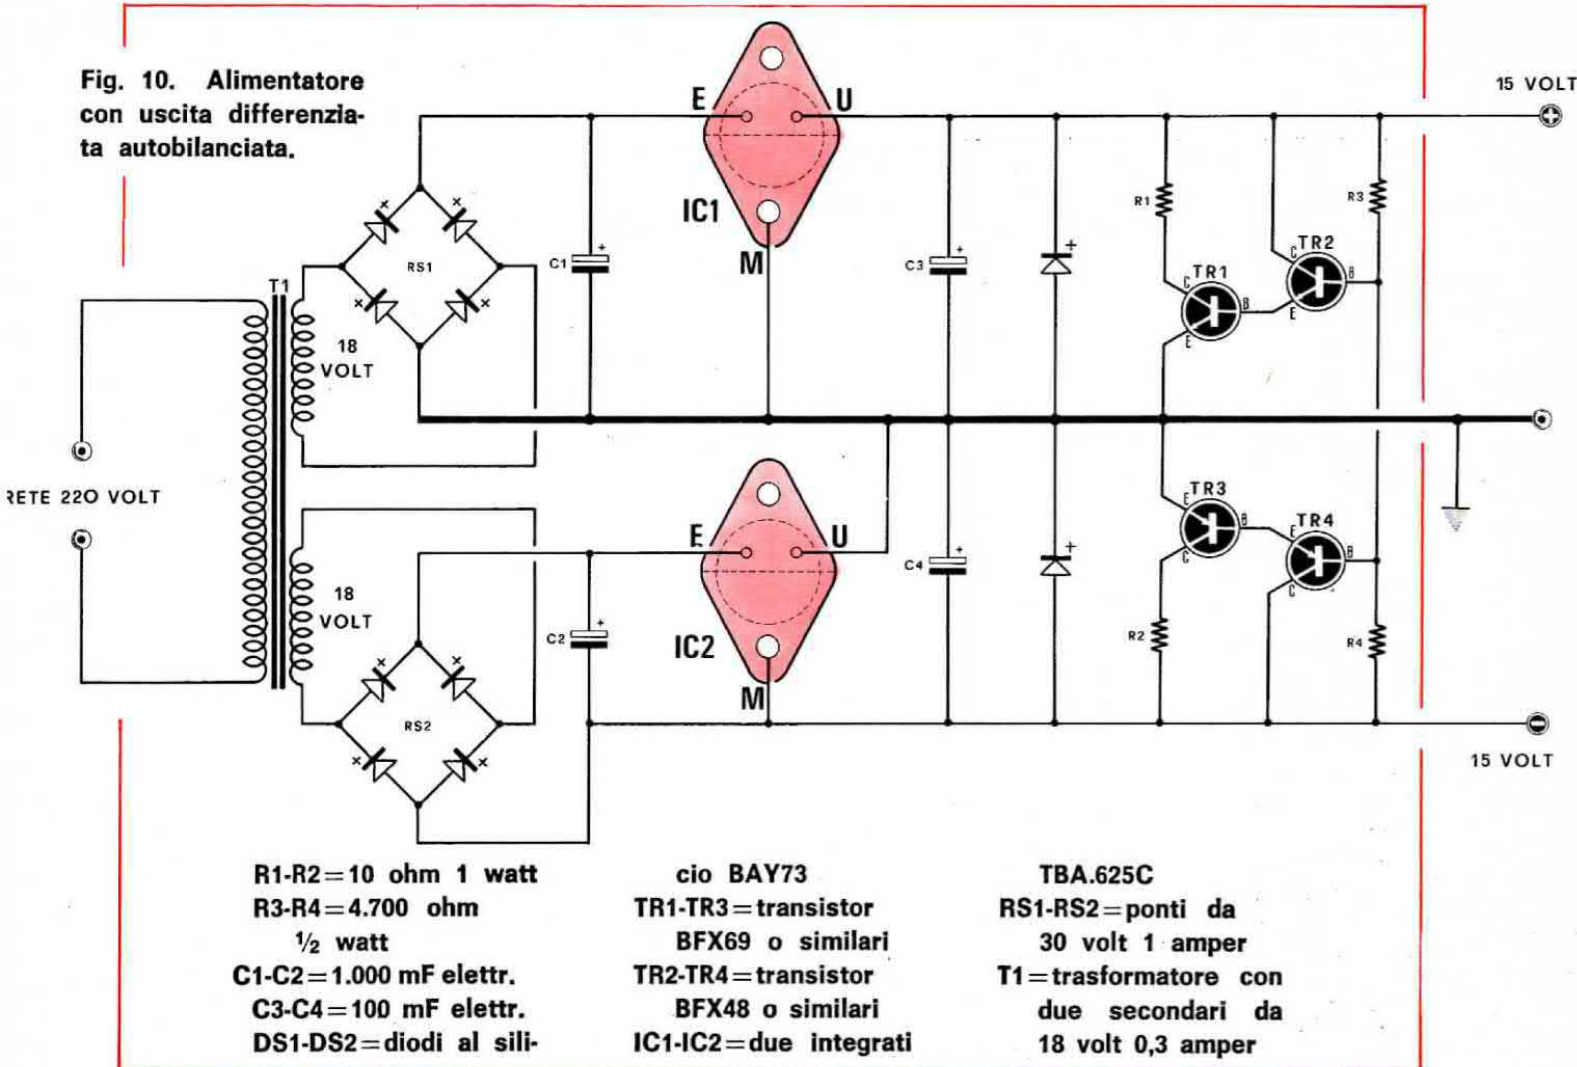 Fig. 10. Alimentatore
con uscita differenzia-
ta autobilanciata.
E
U
IC1
M
15 VOLT
+
RS1
C1
+
C3
+
+
R1
R3
TR2
C
B
E
TR1
C
B
E
T1
18
VOLT
RETE 220 VOLT
18
VOLT
RS2
C2
+
E
U
IC2
M
C4
+
+
TR3
E
B
C
TR4
E
B
C
R2
R4
15 VOLT
R1-R2=10 ohm 1 watt
R3-R4=4.700 ohm
½ watt
C1-C2=1.000 mF elettr.
C3-C4=100 mF elettr.
DS1-DS2=diodi al sili-
cio BAY73
TR1-TR3=transistor
BFX69 o similari
TR2-TR4=transistor
BFX48 o similari
IC1-IC2=due integrati
TBA.625C
RS1-RS2=ponti da
30 volt 1 amper
T1=trasformatore con
due secondari da
18 volt 0,3 amper